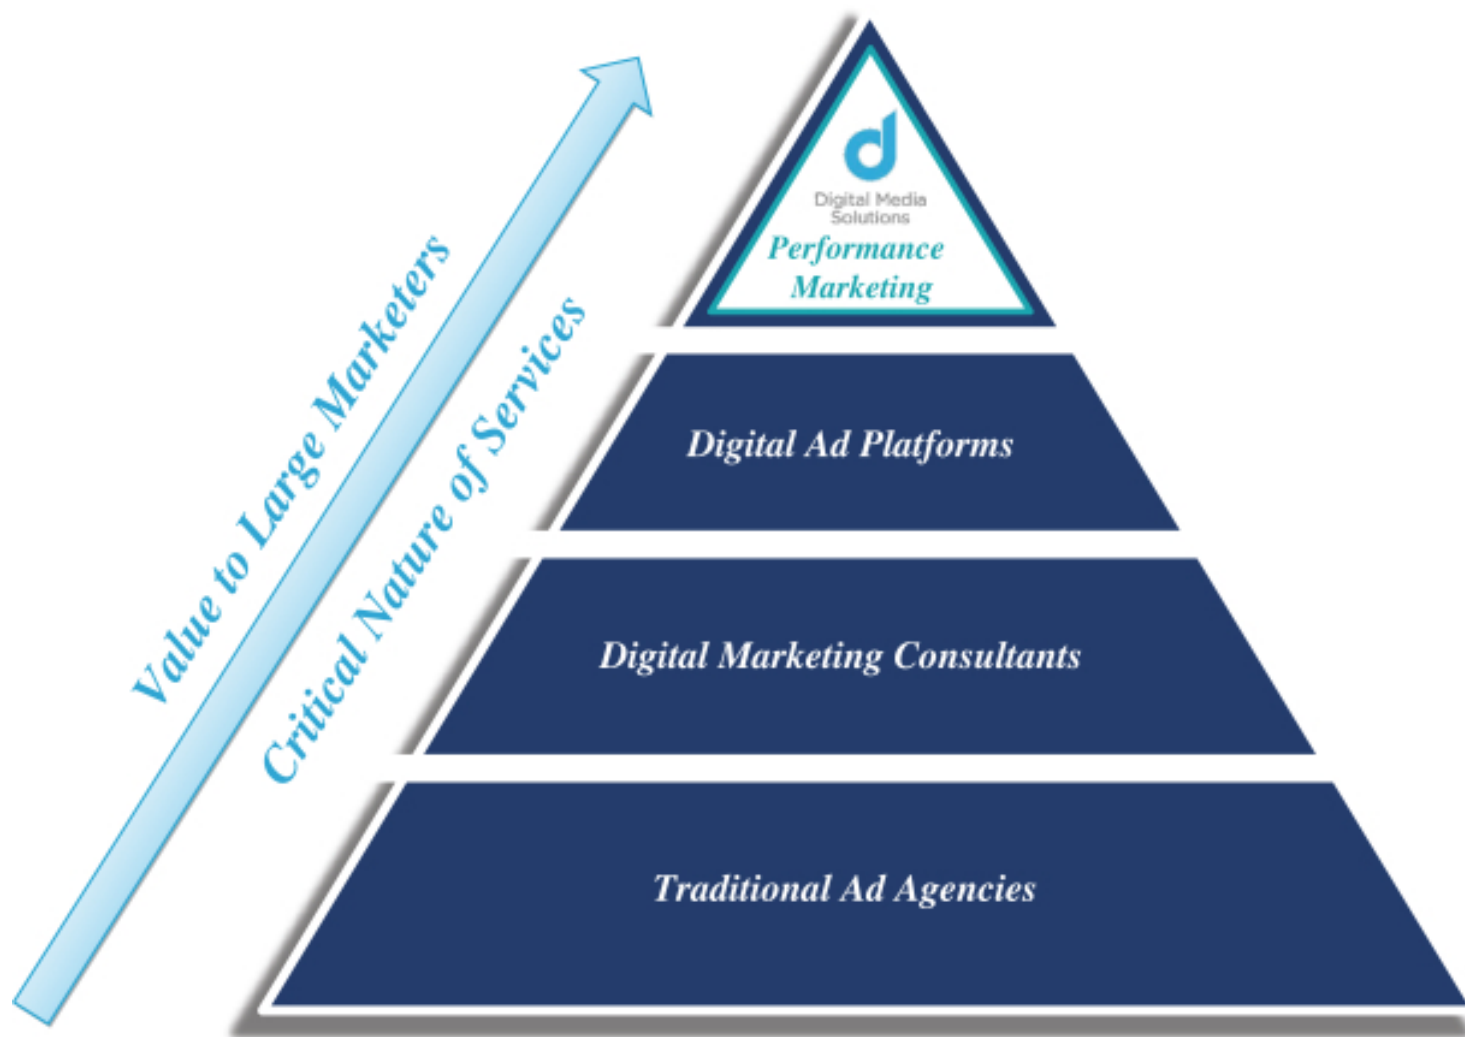 Value to Large Marketers
Critical Nature of Services
Digital Media
Solutions
Performance
Marketing
Digital Ad Platforms
Digital Marketing Consultants
Traditional Ad Agencies